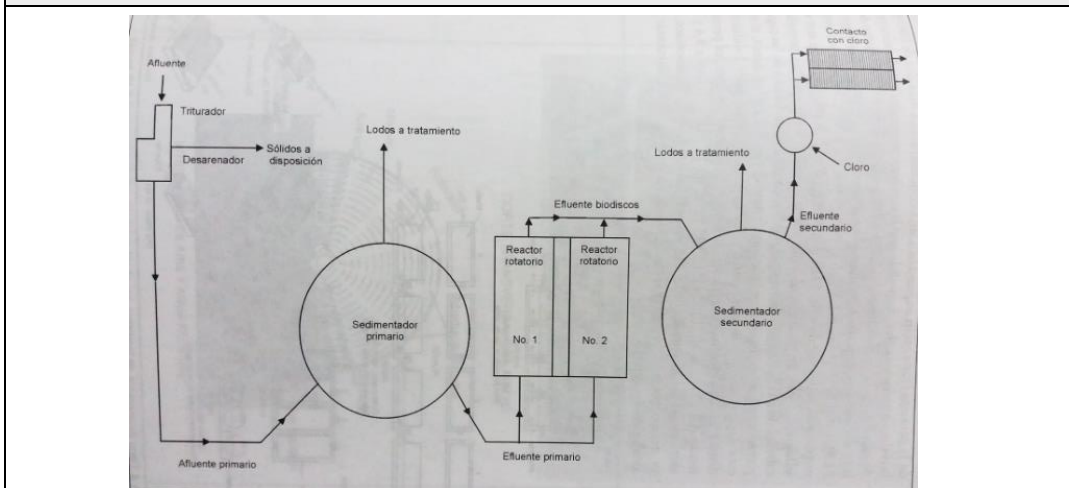 Afluente
Triturador
Desarenador
Sólidos a
disposición
Lodos a tratamiento
Sedimentador
primario
Afluente primario
Efluente primario
Efluente biodiscos
Reactor
rotatorio
No. 1
Reactor
rotatorio
No. 2
Lodos a tratamiento
Sedimentador
secundario
Efluente
secundario
Cloro
Contacto
con cloro